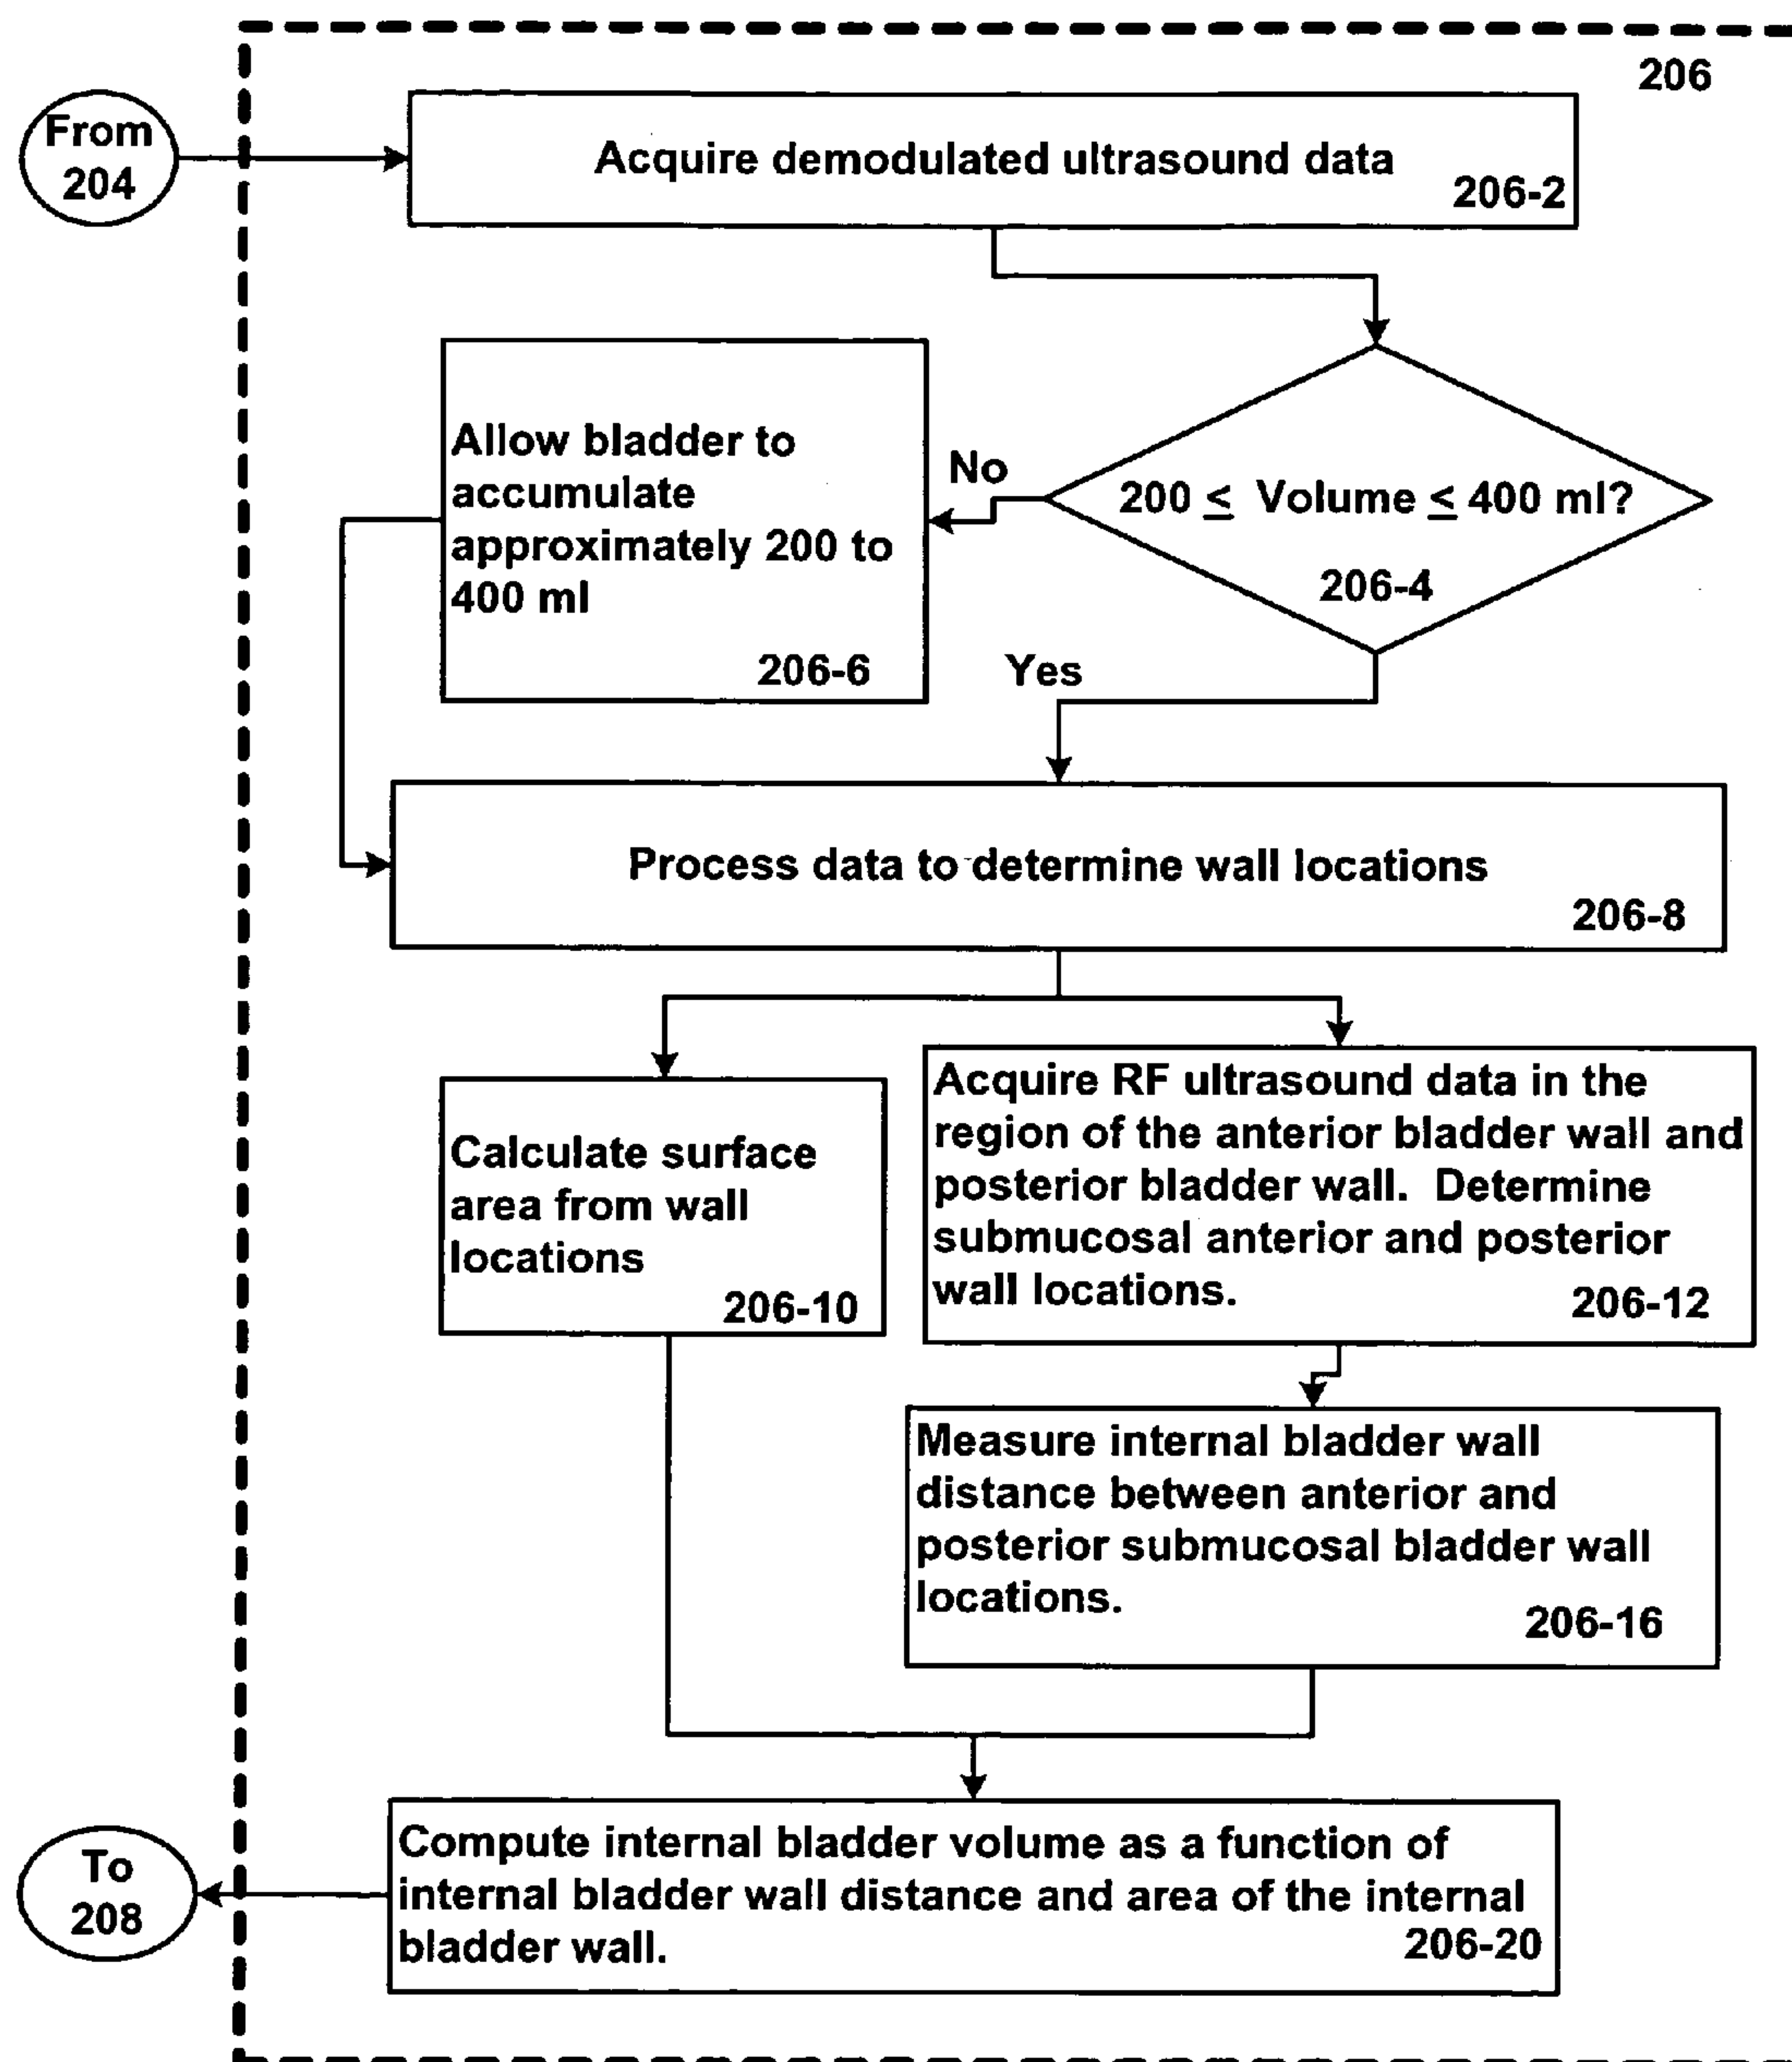 206
From
204
Acquire demodulated ultrasound data
206-2
Allow bladder to
accumulate
approximately 200 to
400 ml
206-6
No
200 ≤ Volume ≤ 400 ml?
206-4
Yes
Process data to determine wall locations
206-8
Calculate surface
area from wall
locations
206-10
Acquire RF ultrasound data in the
region of the anterior bladder wall and
posterior bladder wall. Determine
submucosal anterior and posterior
wall locations.
206-12
Measure internal bladder wall
distance between anterior and
posterior submucosal bladder wall
locations.
206-16
Compute internal bladder volume as a function of
internal bladder wall distance and area of the internal
bladder wall.
206-20
To
208